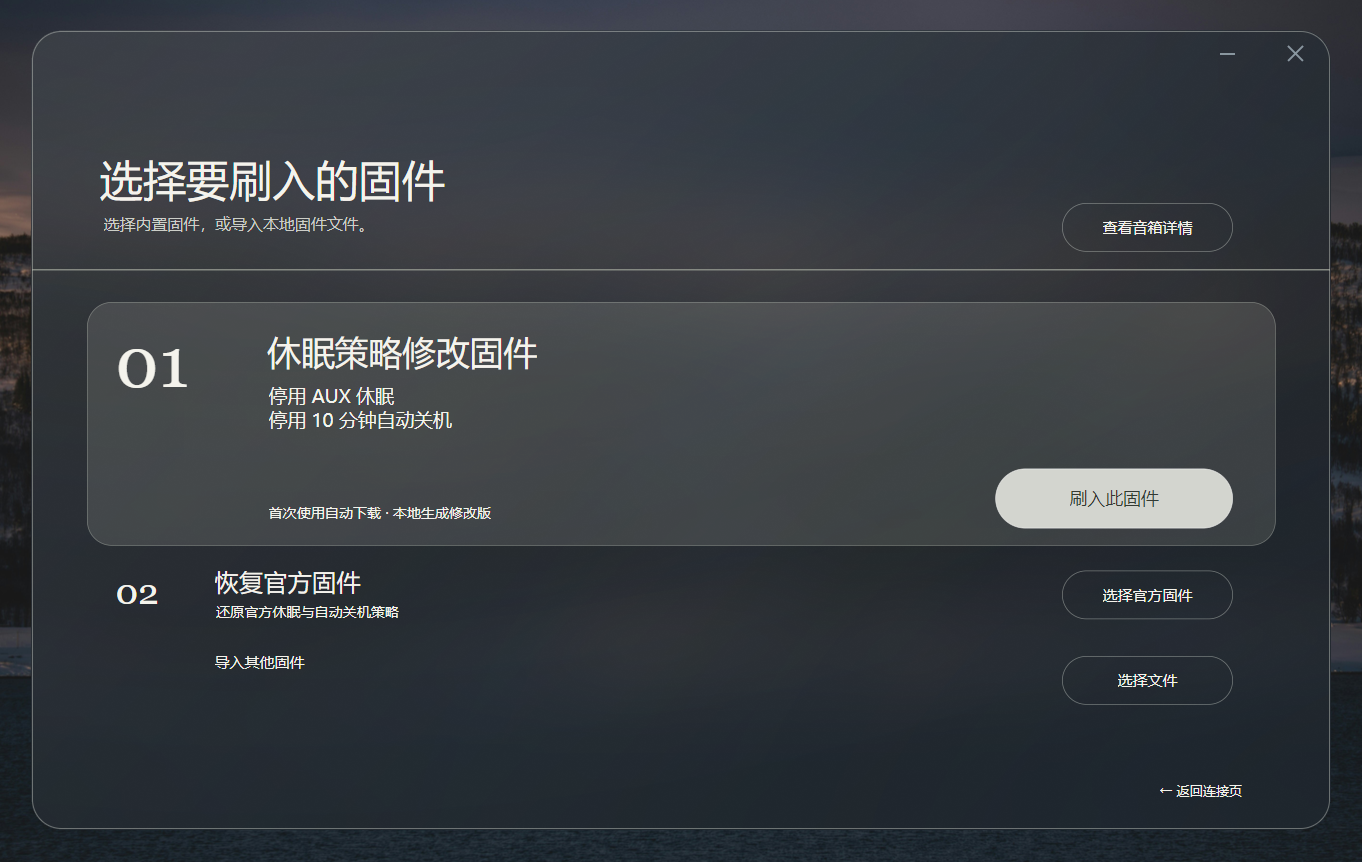 选择要刷入的固件
选择内置固件，或导入本地固件文件。
查看音箱详情
01
休眠策略修改固件
停用 AUX 休眠
停用 10 分钟自动关机
首次使用自动下载 · 本地生成修改版
刷入此固件
02
恢复官方固件
还原官方休眠与自动关机策略
选择官方固件
导入其他固件
选择文件
← 返回连接页